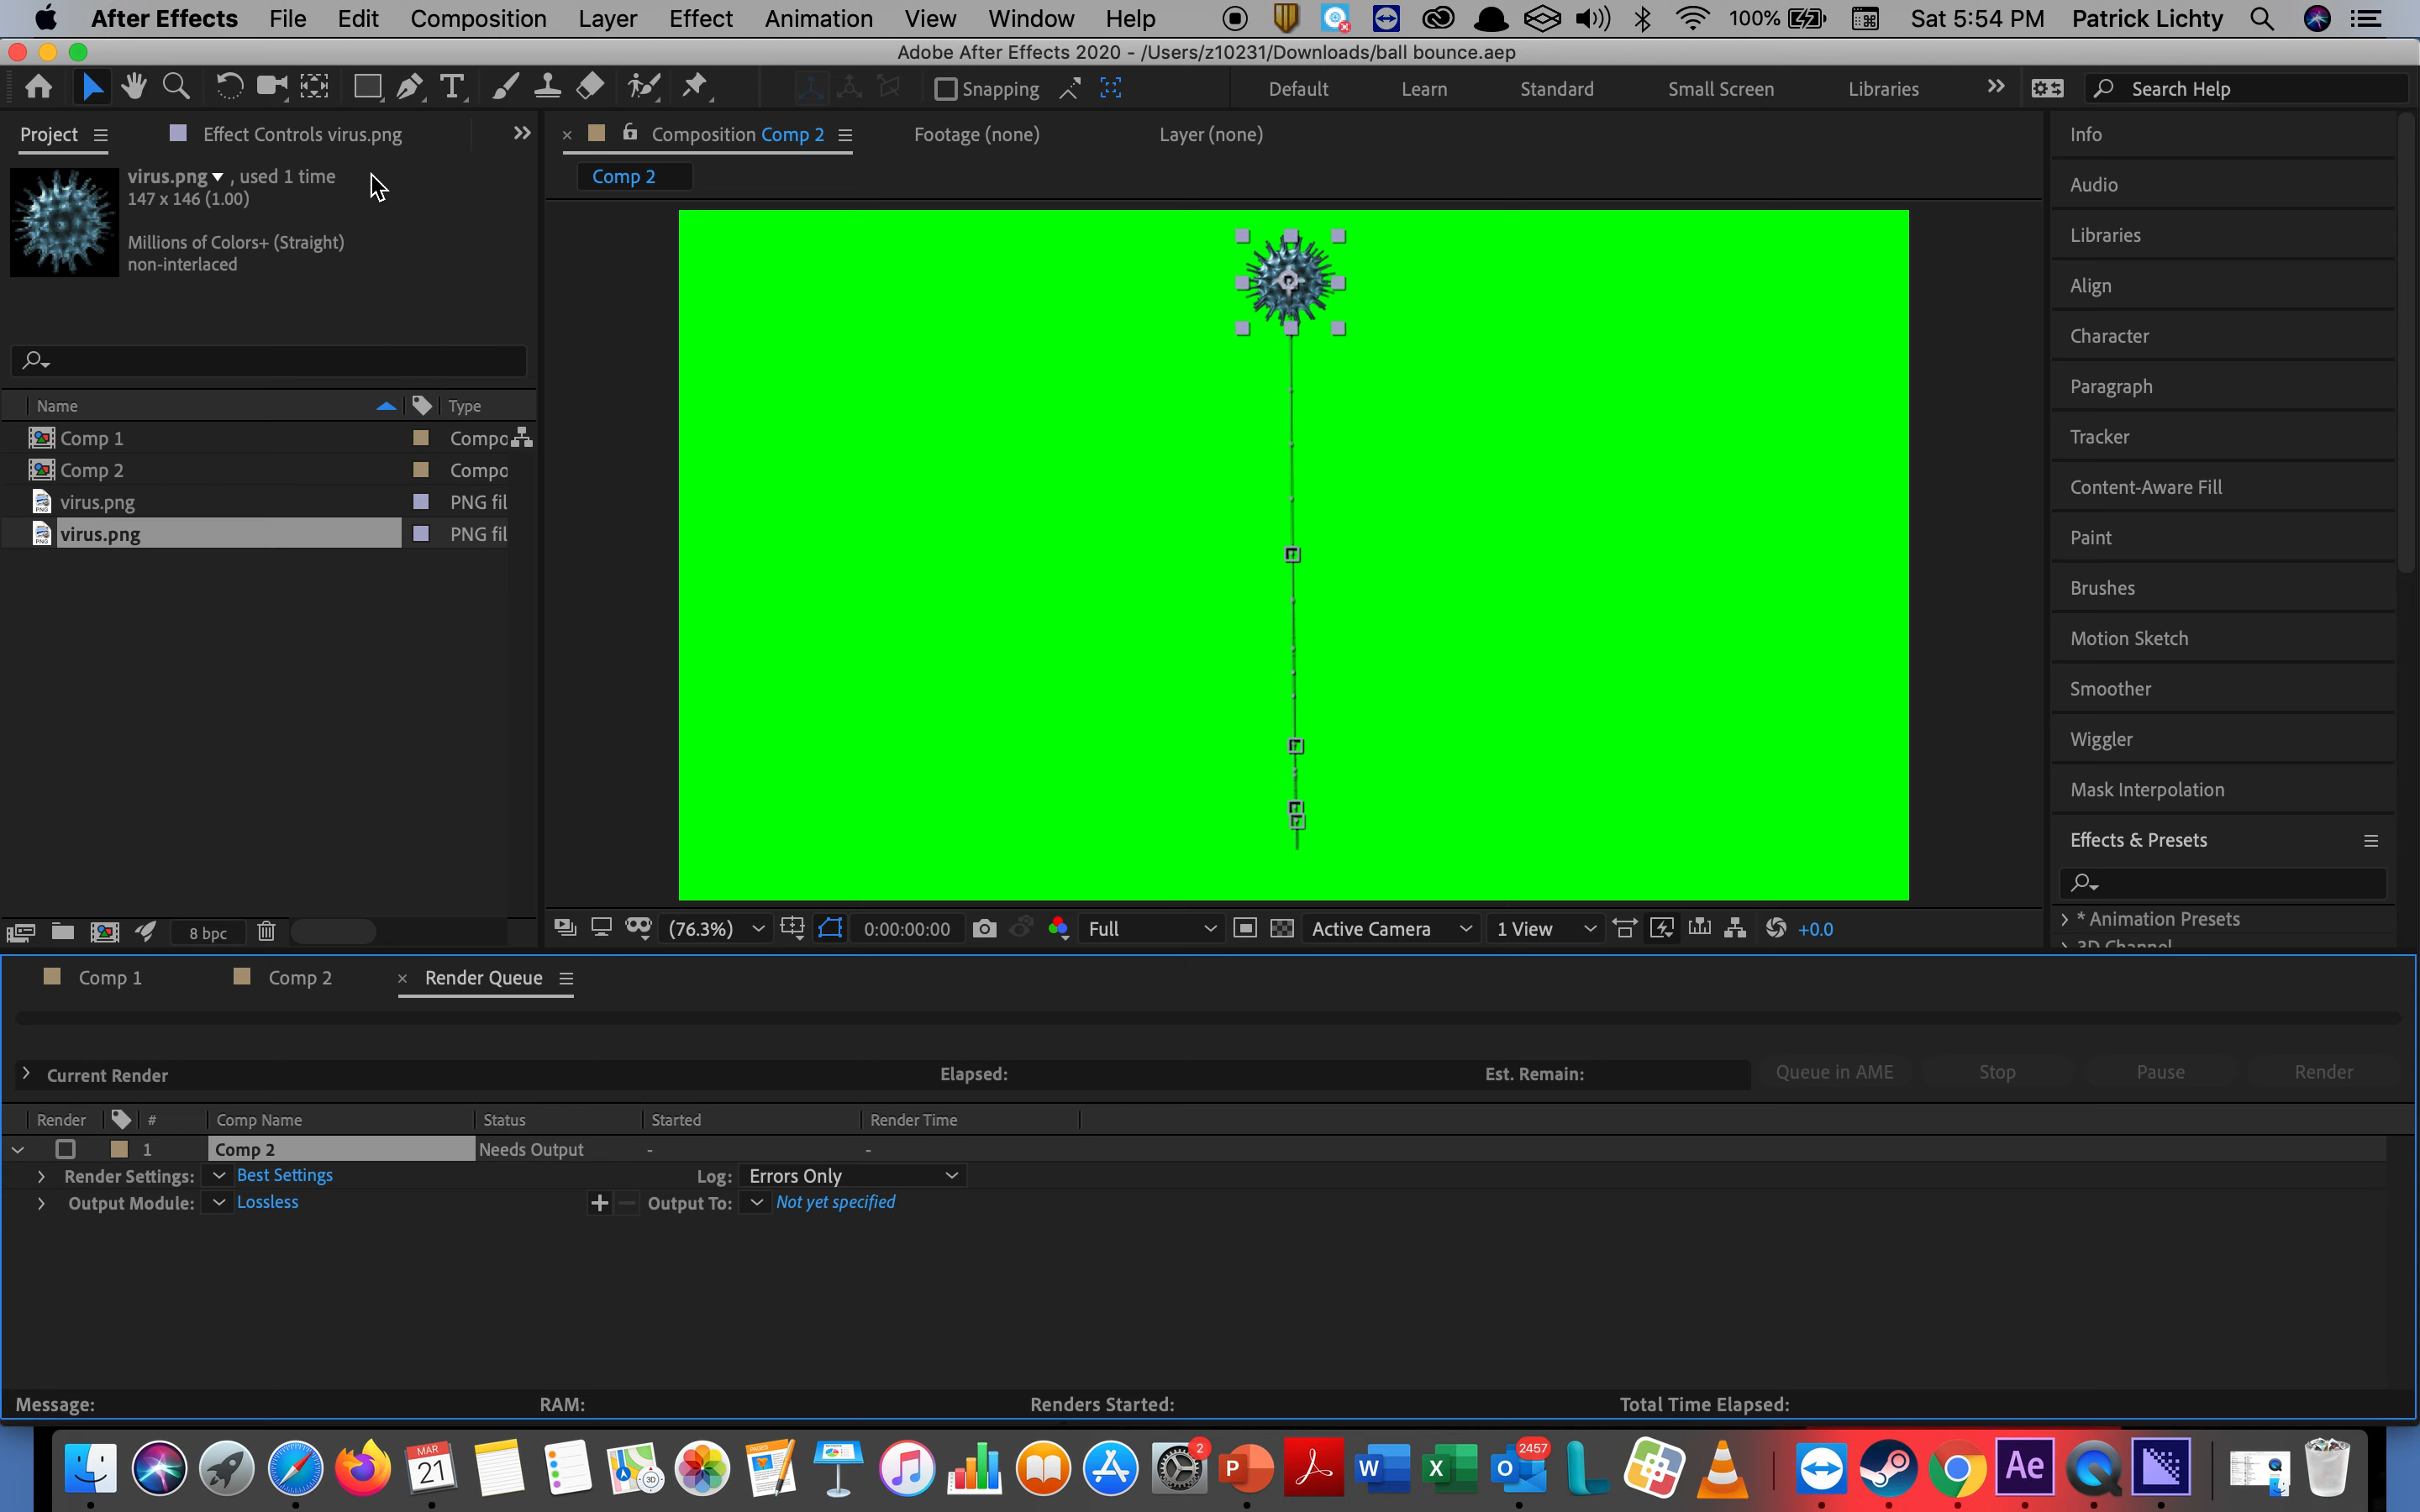 After Effects File Edit Composition Layer Effect Animation View Window Help 100% Sat 5:54 PM Patrick Lichty
Adobe After Effects 2020 - /Users/z10231/Downloads/ball bounce.aep
Snapping Default Learn Standard Small Screen Libraries Search Help
Project Effect Controls virus.png Composition Comp 2 Footage (none) Layer (none)
virus.png , used 1 time
147 x 146 (1.00)
Millions of Colors+ (Straight)
non-interlaced
Comp 2
Name Type
Comp 1 Compo
Comp 2 Compo
virus.png PNG fil
virus.png PNG fil
8 bpc
(76.3%) 0:00:00:00 Full Active Camera 1 View +0.0
Info
Audio
Libraries
Align
Character
Paragraph
Tracker
Content-Aware Fill
Paint
Brushes
Motion Sketch
Smoother
Wiggler
Mask Interpolation
Effects & Presets
* Animation Presets
3D Channel
Comp 1 Comp 2 Render Queue
Current Render Elapsed: Est. Remain: Queue in AME Stop Pause Render
Render # Comp Name Status Started Render Time
1 Comp 2 Needs Output - -
Render Settings: Best Settings Log: Errors Only
Output Module: Lossless + Output To: Not yet specified
Message: RAM: Renders Started: Total Time Elapsed:
MAR
21
PAGES
3D
2
P
W
X
O
2457
L
Ae